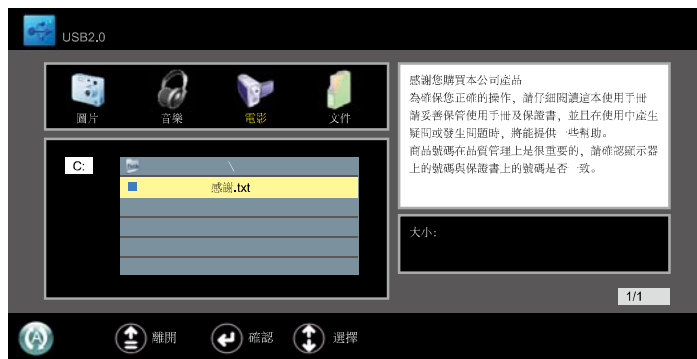 USB2.0
圖片 音樂 電影 文件
C:
\
感謝.txt
感謝您購買本公司產品
為確保您正確的操作，請仔細閱讀這本使用手冊
請妥善保管使用手冊及保證書，並且在使用中產生
疑問或發生問題時，將能提供一些幫助。
商品號碼在品質管理上是很重要的，請確認顯示器
上的號碼與保證書上的號碼是否一致。
大小：
1/1
離開 確認 選擇